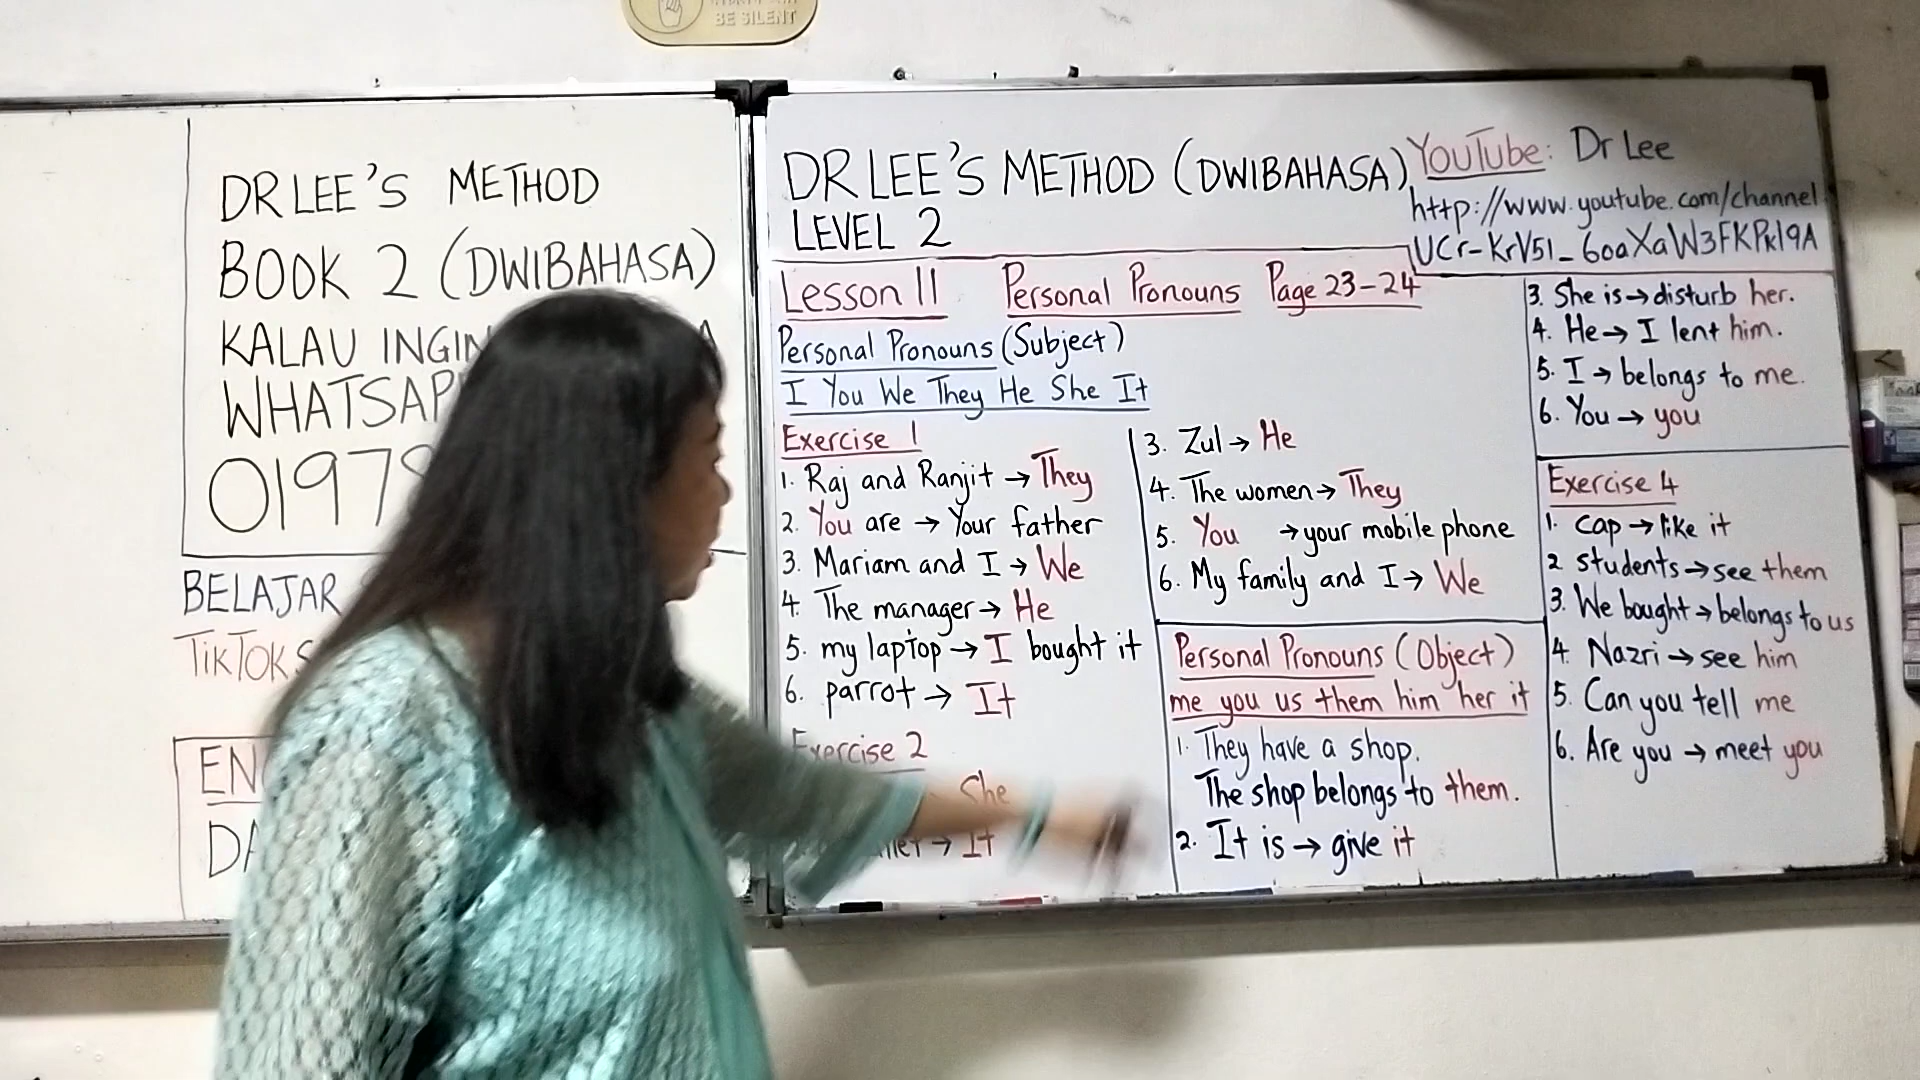 BE SILENT
DR LEE'S METHOD
BOOK 2 (DWIBAHASA)
KALAU INGIN
WHATSAPP
BELAJAR
TIKTOK
DR LEE'S METHOD (DWIBAHASA)
LEVEL 2
YouTube: Dr Lee
http://www.youtube.com/channel
UCr-KrV51_6oaXaW3FKPK19A
Lesson 11 Personal Pronouns Page 23-24
Personal Pronouns (Subject)
I You We They He She It
Exercise 1
1. Raj and Ranjit → They
2. You are → Your father
3. Mariam and I → We
4. The manager → He
5. my laptop → I bought it
6. parrot → It
Exercise 2
She
→ It
3. Zul → He
4. The women → They
5. You → your mobile phone
6. My family and I → We
Personal Pronouns (Object)
me you us them him her it
1. They have a shop.
The shop belongs to them.
2. It is → give it
3. She is → disturb her.
4. He → I lent him.
5. I → belongs to me.
6. You → you
Exercise 4
1. cap → like it
2 students → see them
3. We bought → belongs to us
4. Nazri → see him
5. Can you tell me
6. Are you → meet you